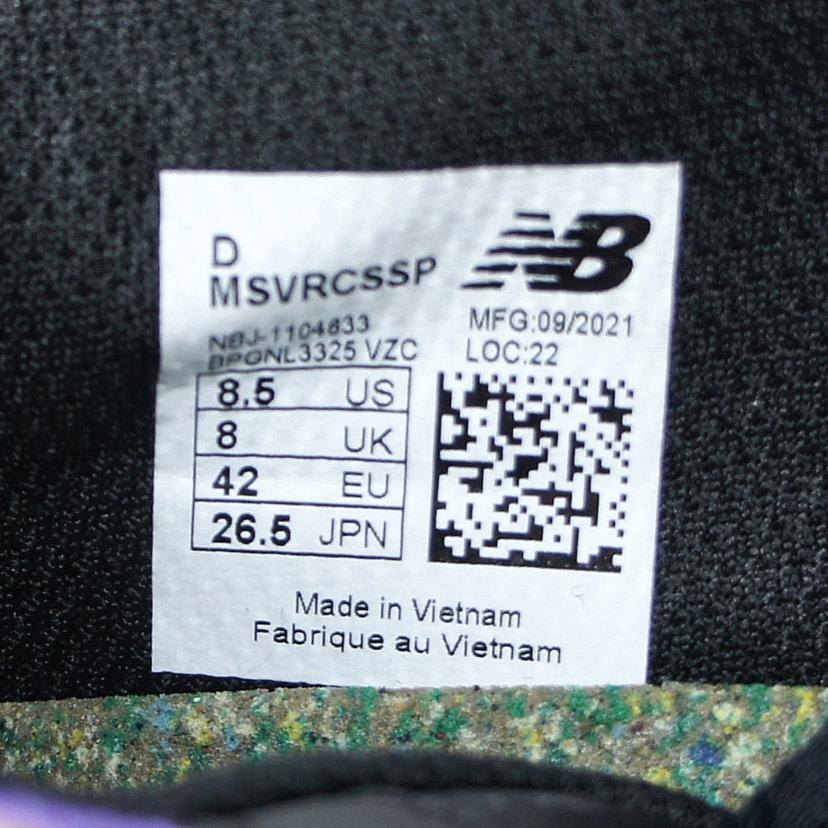 D
MSVRCSSP
NB
MFG:09/2021
NBJ-1104633
LOC:22
BPGNL3325 VZC
8.5 US
8 UK
42 EU
26.5 JPN
Made in Vietnam
Fabrique au Vietnam